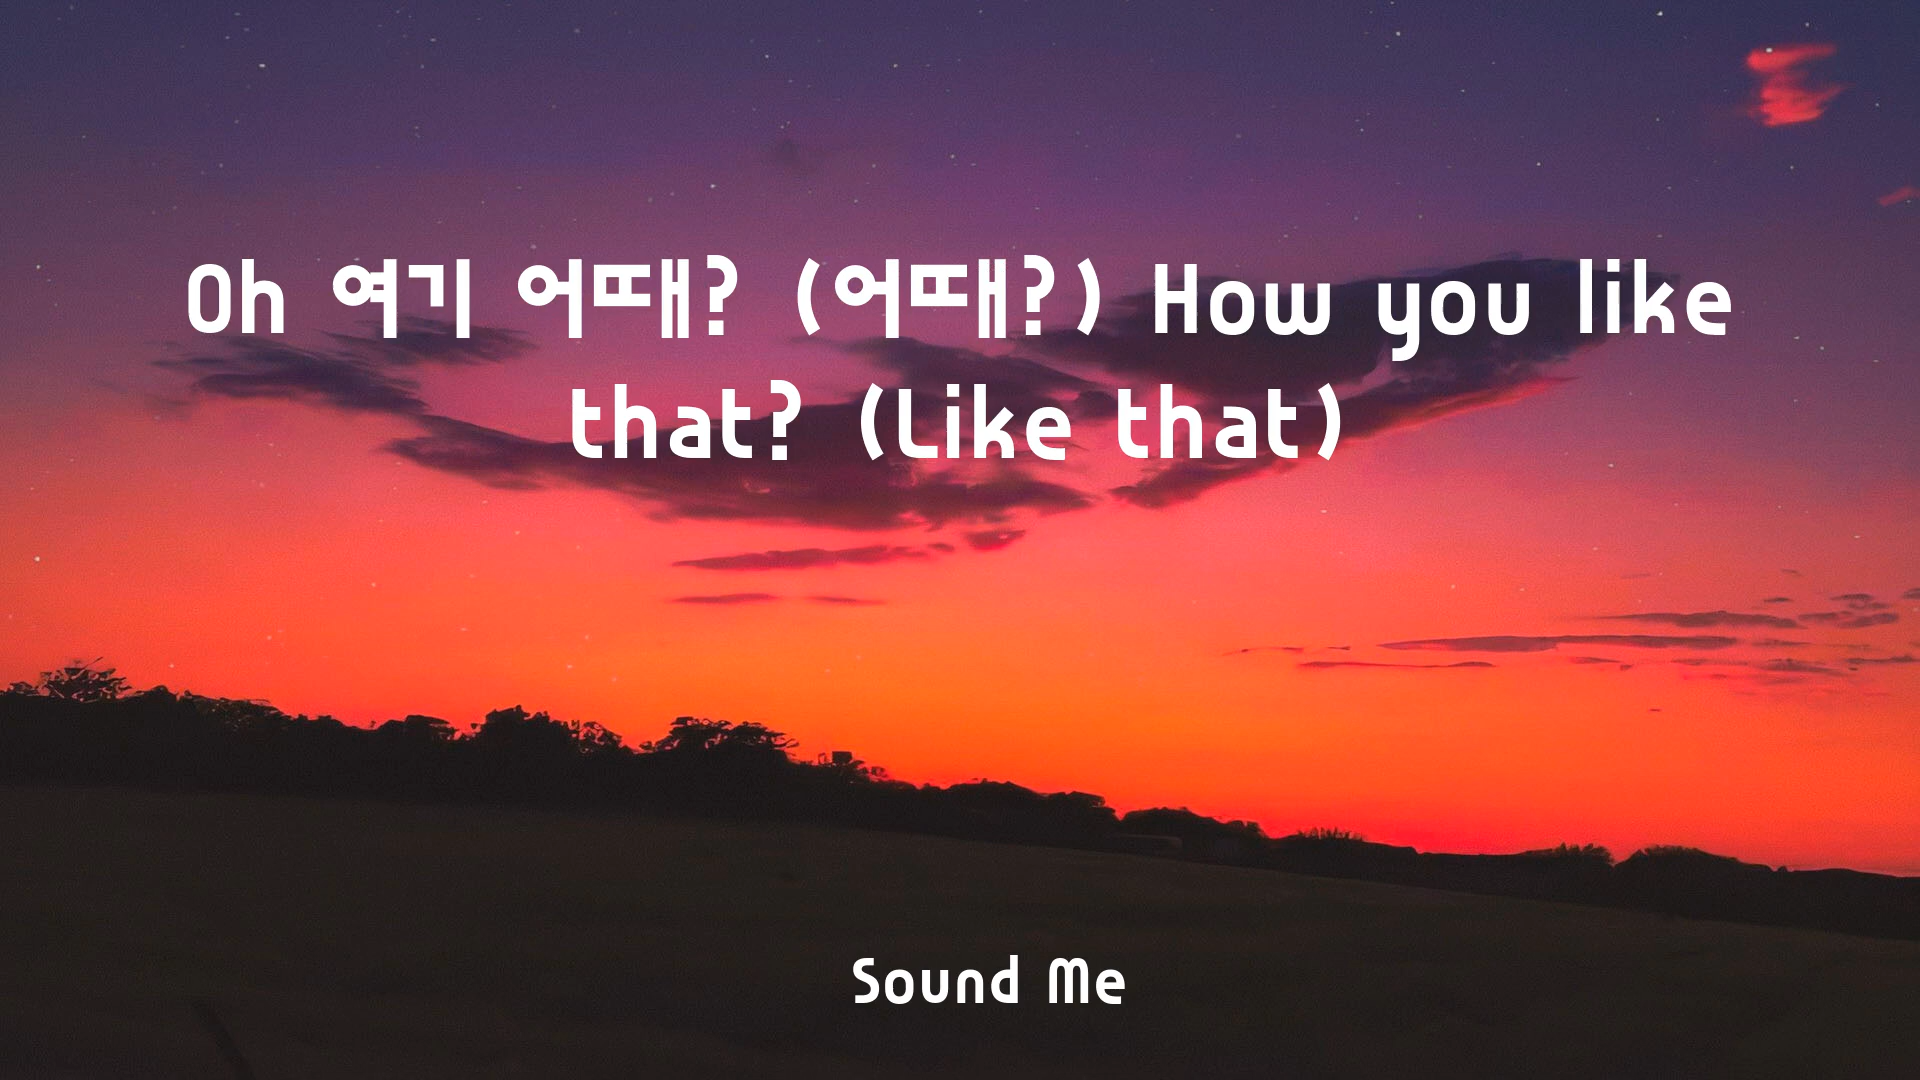 Oh 여기 어때? (어때?) How you like
that? (Like that)
Sound Me